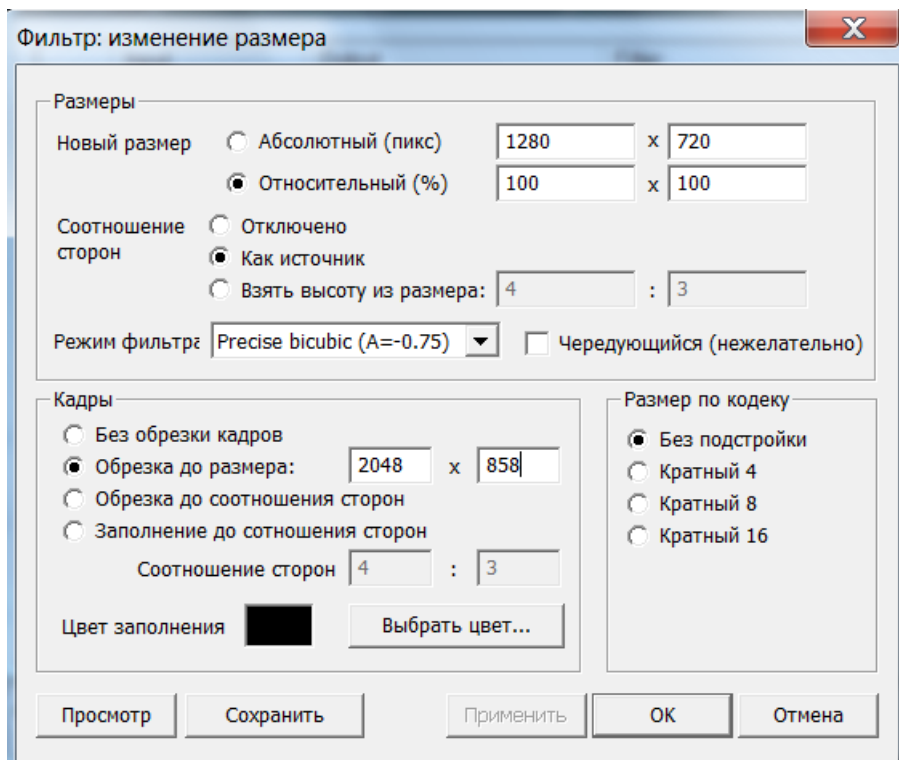 Фильтр: изменение размера
Размеры
Новый размер Абсолютный (пикс) 1280 x 720
Относительный (%) 100 x 100
Соотношение сторон Отключено
Как источник
Взять высоту из размера: 4 : 3
Режим фильтра Precise bicubic (A=-0.75) Чередующийся (нежелательно)
Кадры
Без обрезки кадров
Обрезка до размера: 2048 x 858
Обрезка до соотношения сторон
Заполнение до сотношения сторон
Соотношение сторон 4 : 3
Цвет заполнения Выбрать цвет...
Размер по кодеку
Без подстройки
Кратный 4
Кратный 8
Кратный 16
Просмотр Сохранить Применить OK Отмена